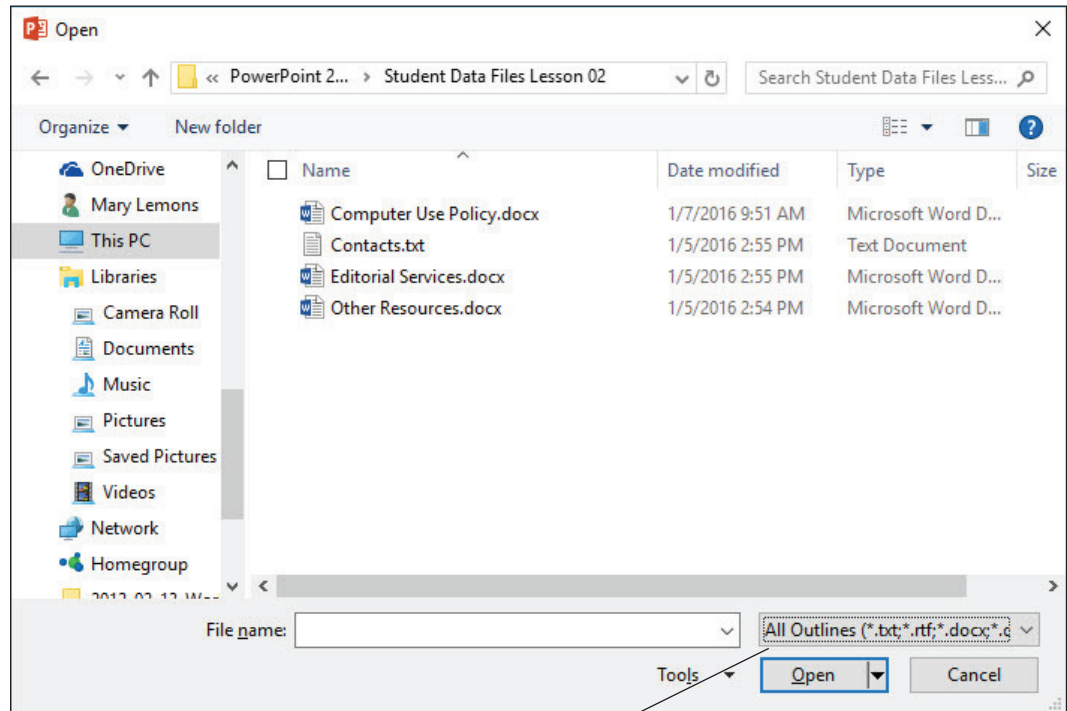 Open
« PowerPoint 2... > Student Data Files Lesson 02
Search Student Data Files Less...
Organize New folder
OneDrive
Mary Lemons
This PC
Libraries
Camera Roll
Documents
Music
Pictures
Saved Pictures
Videos
Network
Homegroup
Name Date modified Type Size
Computer Use Policy.docx 1/7/2016 9:51 AM Microsoft Word D...
Contacts.txt 1/5/2016 2:55 PM Text Document
Editorial Services.docx 1/5/2016 2:55 PM Microsoft Word D...
Other Resources.docx 1/5/2016 2:54 PM Microsoft Word D...
File name:
All Outlines (*.txt;*.rtf;*.docx;*.
Tools Open Cancel